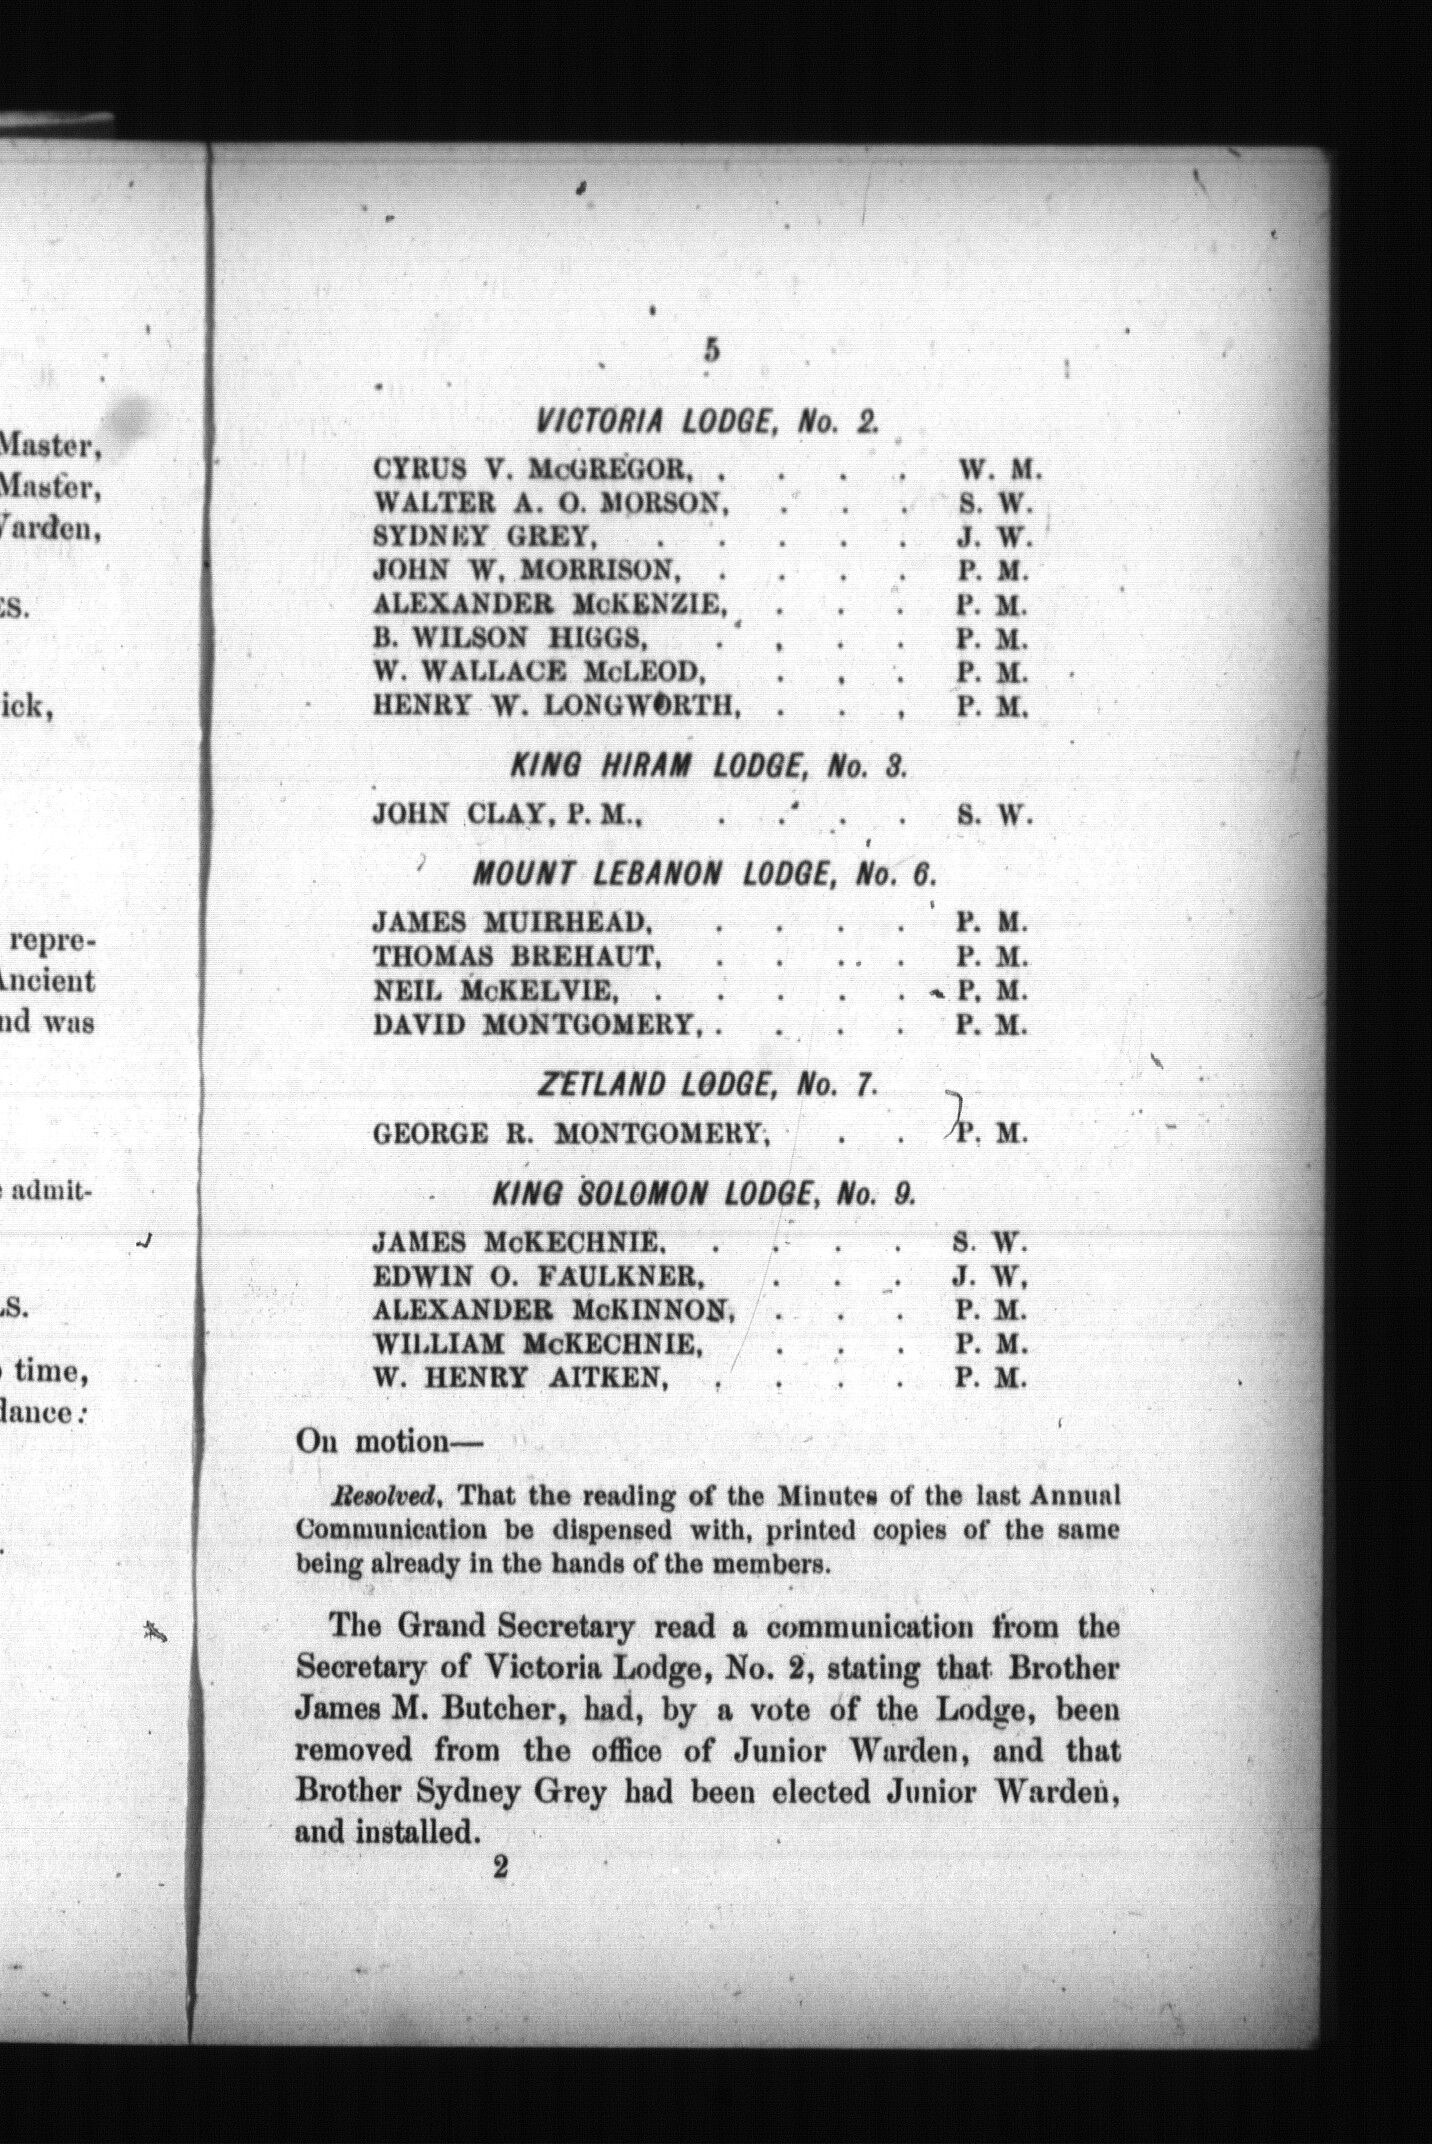 Master,
Master,
Warden,
ES.
ick,
repre-
Ancient
nd was
admit-
LS.
time,
dance:
5
VICTORIA LODGE, No. 2.
CYRUS V. McGREGOR, . . . . W. M.
WALTER A. O. MORSON, . . . S. W.
SYDNEY GREY, . . . . . J. W.
JOHN W. MORRISON, . . . . P. M.
ALEXANDER McKENZIE, . . . P. M.
B. WILSON HIGGS, . . . . P. M.
W. WALLACE McLEOD, . . . P. M.
HENRY W. LONGWORTH, . . . P. M.
KING HIRAM LODGE, No. 3.
JOHN CLAY, P. M., . . . . S. W.
MOUNT LEBANON LODGE, No. 6.
JAMES MUIRHEAD, . . . . P. M.
THOMAS BREHAUT, . . . . P. M.
NEIL McKELVIE, . . . . . P. M.
DAVID MONTGOMERY, . . . . P. M.
ZETLAND LODGE, No. 7.
GEORGE R. MONTGOMERY, . . P. M.
KING SOLOMON LODGE, No. 9.
JAMES McKECHNIE, . . . . S. W.
EDWIN O. FAULKNER, . . . J. W,
ALEXANDER McKINNON, . . . P. M.
WILLIAM McKECHNIE, . . . P. M.
W. HENRY AITKEN, . . . . P. M.
On motion—
Resolved, That the reading of the Minutes of the last Annual
Communication be dispensed with, printed copies of the same
being already in the hands of the members.
The Grand Secretary read a communication from the
Secretary of Victoria Lodge, No. 2, stating that Brother
James M. Butcher, had, by a vote of the Lodge, been
removed from the office of Junior Warden, and that
Brother Sydney Grey had been elected Junior Warden,
and installed.
2